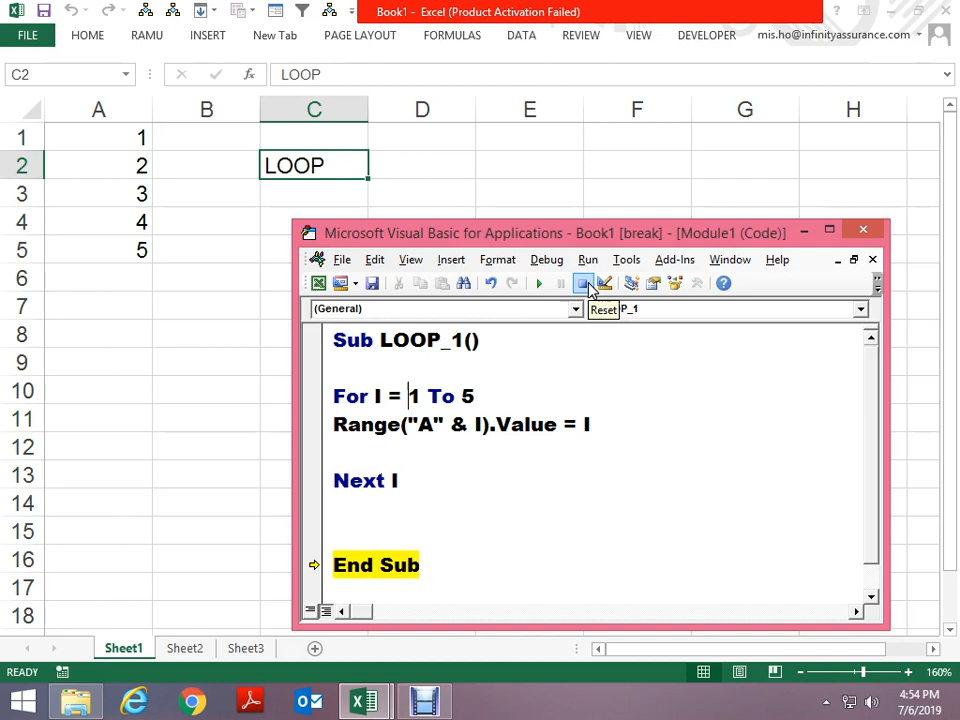 Book1 - Excel (Product Activation Failed)
FILE HOME RAMU INSERT New Tab PAGE LAYOUT FORMULAS DATA REVIEW VIEW DEVELOPER mis.ho@infinityassurance.com
C2 fx LOOP
A B C D E F G H
1 1
2 2 LOOP
3 3
4 4
5 5
6
7
8
9
10
11
12
13
14
15
16
17
18
Microsoft Visual Basic for Applications - Book1 [break] - [Module1 (Code)]
File Edit View Insert Format Debug Run Tools Add-Ins Window Help
(General) P_1
Reset
Sub LOOP_1()
For I = 1 To 5
Range("A" & I).Value = I
Next I
End Sub
Sheet1 Sheet2 Sheet3
READY 160%
4:54 PM
7/6/2019